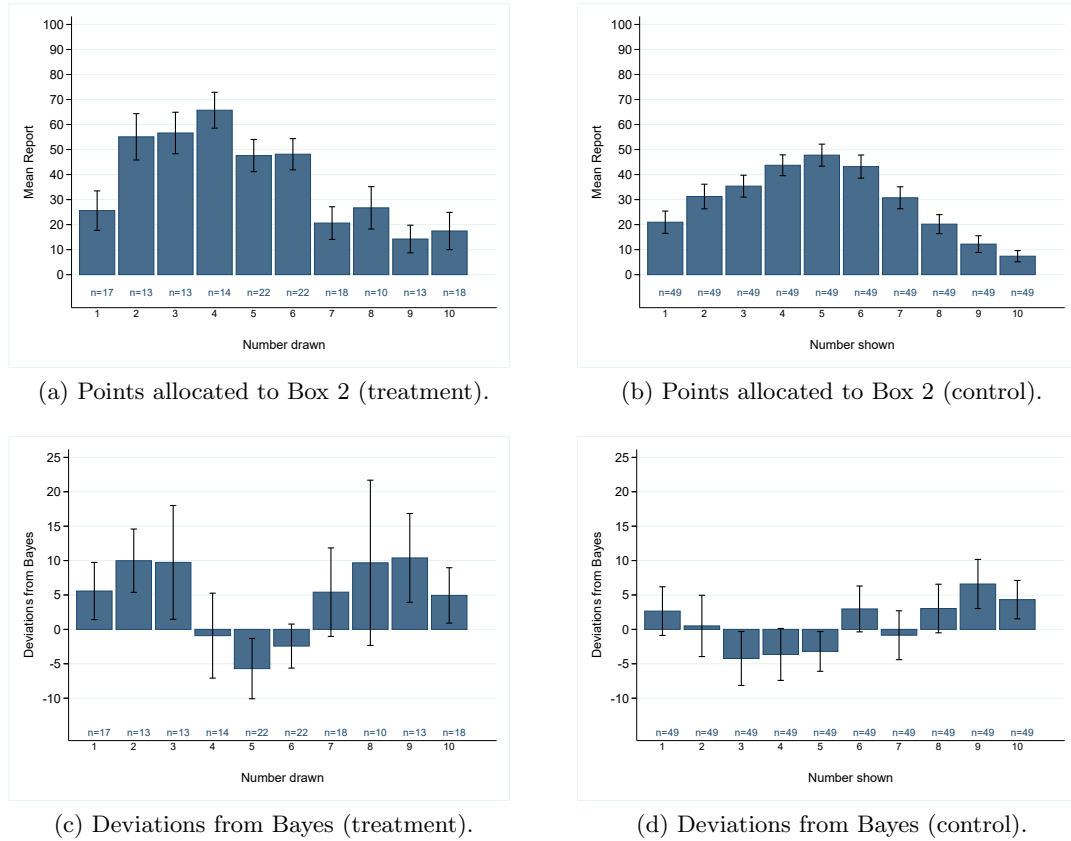 100
90
80
70
60
50
40
30
20
10
0
Mean Report
n=17 n=13 n=13 n=14 n=22 n=22 n=18 n=10 n=13 n=18
1 2 3 4 5 6 7 8 9 10
Number drawn
(a) Points allocated to Box 2 (treatment).
100
90
80
70
60
50
40
30
20
10
0
Mean Report
n=49 n=49 n=49 n=49 n=49 n=49 n=49 n=49 n=49 n=49
1 2 3 4 5 6 7 8 9 10
Number shown
(b) Points allocated to Box 2 (control).
25
20
15
10
5
0
-5
-10
Deviations from Bayes
n=17 n=13 n=13 n=14 n=22 n=22 n=18 n=10 n=13 n=18
1 2 3 4 5 6 7 8 9 10
Number drawn
(c) Deviations from Bayes (treatment).
25
20
15
10
5
0
-5
-10
Deviations from Bayes
n=49 n=49 n=49 n=49 n=49 n=49 n=49 n=49 n=49 n=49
1 2 3 4 5 6 7 8 9 10
Number shown
(d) Deviations from Bayes (control).